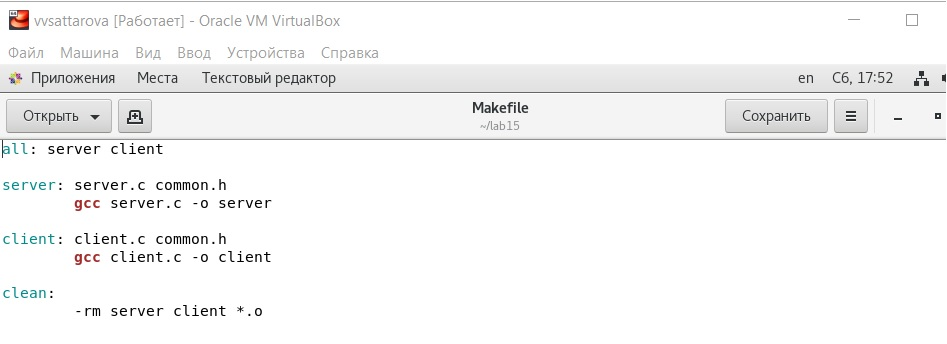 vvsattarova [Работает] - Oracle VM VirtualBox
Файл Машина Вид Ввод Устройства Справка
Приложения Места Текстовый редактор en Сб, 17:52
Открыть Makefile Сохранить
~/lab15
all: server client
server: server.c common.h
gcc server.c -o server
client: client.c common.h
gcc client.c -o client
clean:
-rm server client *.o